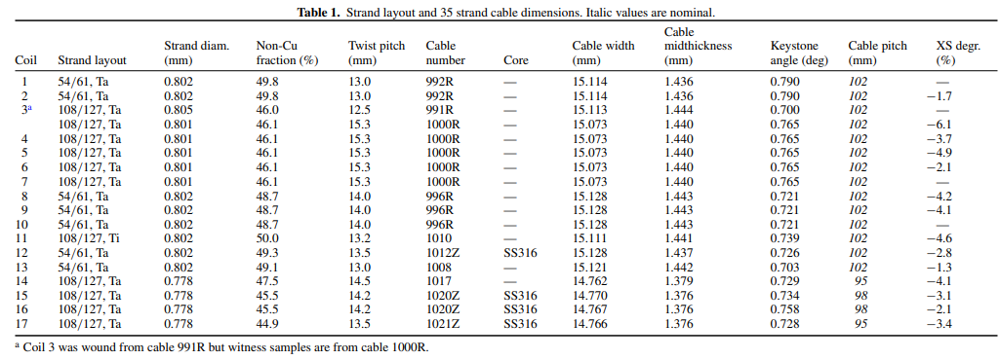 Table 1. Strand layout and 35 strand cable dimensions. Italic values are nominal.
Cable
Strand diam. Non-Cu Twist pitch Cable Cable width midthickness Keystone Cable pitch XS degr.
Coil Strand layout (mm) fraction (%) (mm) number Core (mm) (mm) angle (deg) (mm) (%)
1 54/61, Ta 0.802 49.8 13.0 992R — 15.114 1.436 0.790 102 —
2 54/61, Ta 0.802 49.8 13.0 992R — 15.114 1.436 0.790 102 −1.7
3a 108/127, Ta 0.805 46.0 12.5 991R — 15.113 1.444 0.700 102 —
108/127, Ta 0.801 46.1 15.3 1000R — 15.073 1.440 0.765 102 −6.1
4 108/127, Ta 0.801 46.1 15.3 1000R — 15.073 1.440 0.765 102 −3.7
5 108/127, Ta 0.801 46.1 15.3 1000R — 15.073 1.440 0.765 102 −4.9
6 108/127, Ta 0.801 46.1 15.3 1000R — 15.073 1.440 0.765 102 −2.1
7 108/127, Ta 0.801 46.1 15.3 1000R — 15.073 1.440 0.765 102 —
8 54/61, Ta 0.802 48.7 14.0 996R — 15.128 1.443 0.721 102 −4.2
9 54/61, Ta 0.802 48.7 14.0 996R — 15.128 1.443 0.721 102 −4.1
10 54/61, Ta 0.802 48.7 14.0 996R — 15.128 1.443 0.721 102 —
11 108/127, Ti 0.802 50.0 13.2 1010 — 15.111 1.441 0.739 102 −4.6
12 54/61, Ta 0.802 49.3 13.5 1012Z SS316 15.128 1.437 0.726 102 −2.8
13 54/61, Ta 0.802 49.1 13.0 1008 — 15.121 1.442 0.703 102 −1.3
14 108/127, Ta 0.778 47.5 14.5 1017 — 14.762 1.379 0.729 95 −4.1
15 108/127, Ta 0.778 45.5 14.2 1020Z SS316 14.770 1.376 0.734 98 −3.1
16 108/127, Ta 0.778 45.5 14.2 1020Z SS316 14.767 1.376 0.758 98 −2.1
17 108/127, Ta 0.778 44.9 13.5 1021Z SS316 14.766 1.376 0.728 95 −3.4
a Coil 3 was wound from cable 991R but witness samples are from cable 1000R.